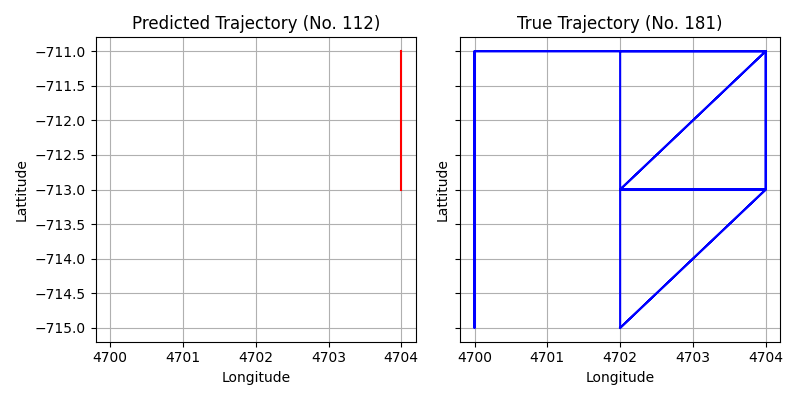 Predicted Trajectory (No. 112)
−711.0
−711.5
−712.0
−712.5
−713.0
−713.5
−714.0
−714.5
−715.0
Lattitude
4700 4701 4702 4703 4704
Longitude
True Trajectory (No. 181)
Lattitude
4700 4701 4702 4703 4704
Longitude